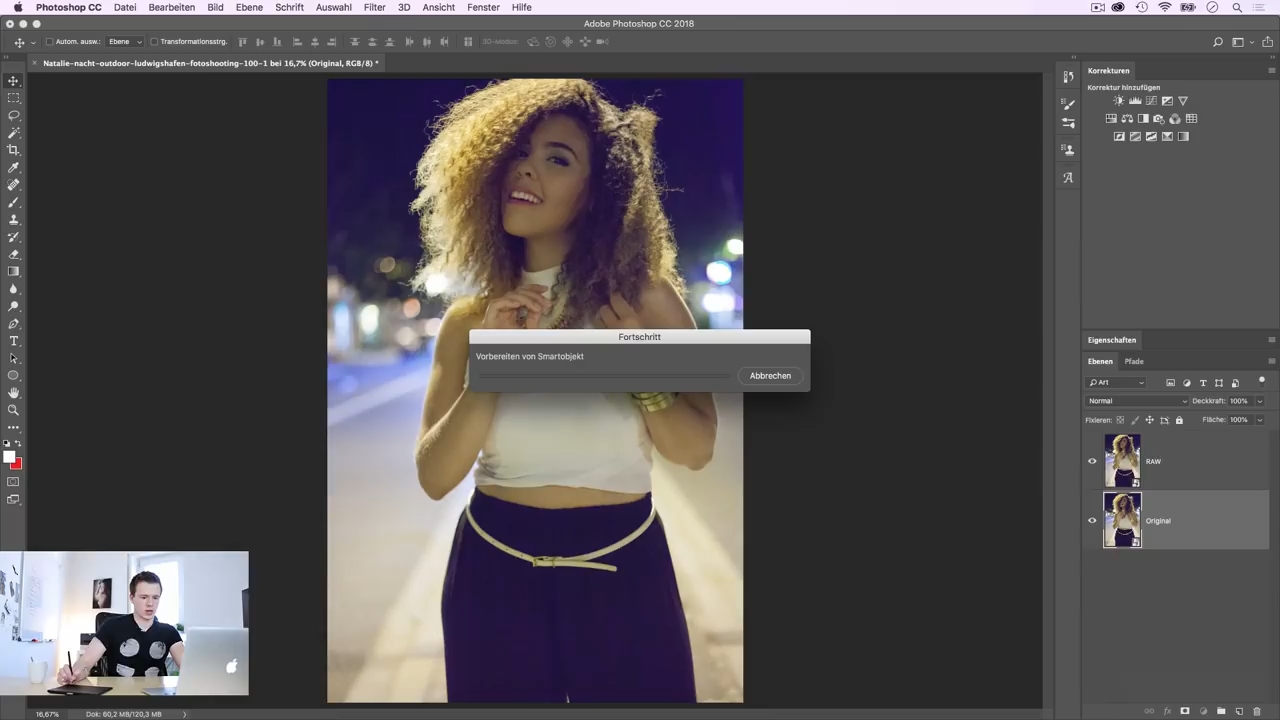 Photoshop CC Datei Bearbeiten Bild Ebene Schrift Auswahl Filter 3D Ansicht Fenster Hilfe
Adobe Photoshop CC 2018
Autom. ausw.: Ebene Transformationsstrg. 3D-Modus:
Natalie-nacht-outdoor-ludwigshafen-fotoshooting-100-1 bei 16,7% (Original, RGB/8) *
Korrekturen
Korrektur hinzufügen
Fortschritt
Vorbereiten von Smartobjekt
Abbrechen
Eigenschaften
Ebenen Pfade
Art
Normal Deckkraft: 100%
Fixieren: Fläche: 100%
RAW
Original
16,67% Dok: 60,2 MB/120,3 MB